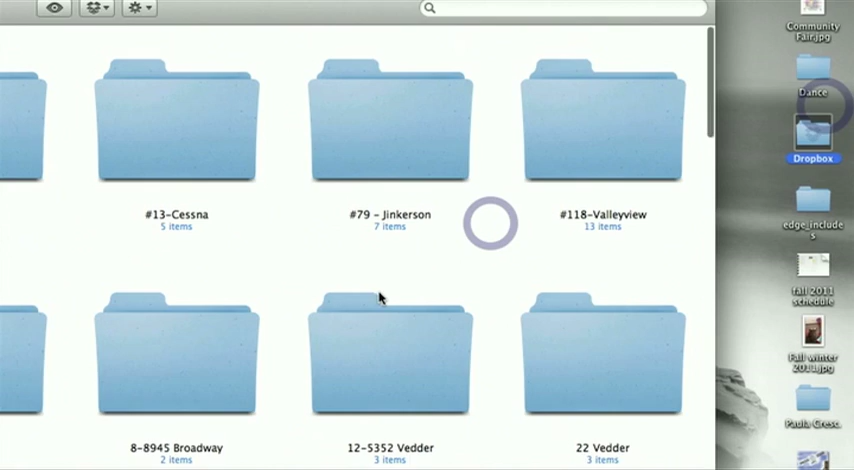 #13-Cessna
5 items
#79 - Jinkerson
7 items
#118-Valleyview
13 items
8-8945 Broadway
2 items
12-5352 Vedder
3 items
22 Vedder
3 items
Community
Fair.jpg
Dance
Dropbox
edge_include
s
fall 2011
schedule
Fall winter
2011.jpg
Paula Cresc.